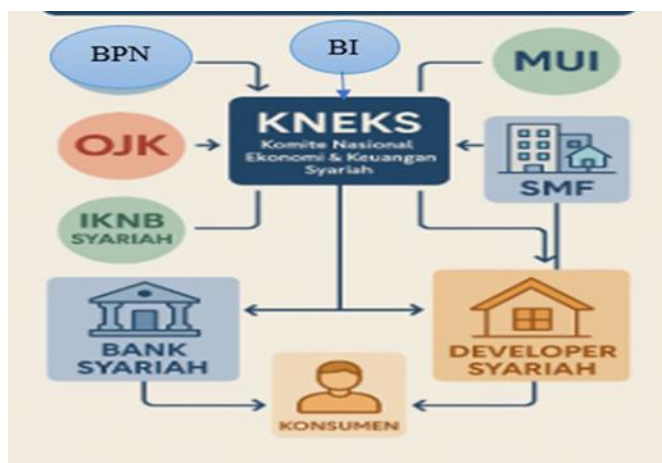 BPN
BI
MUI
OJK
KNEKS
Komite Nasional
Ekonomi & Keuangan
Syariah
SMF
IKNB
SYARIAH
BANK
SYARIAH
DEVELOPER
SYARIAH
KONSUMEN